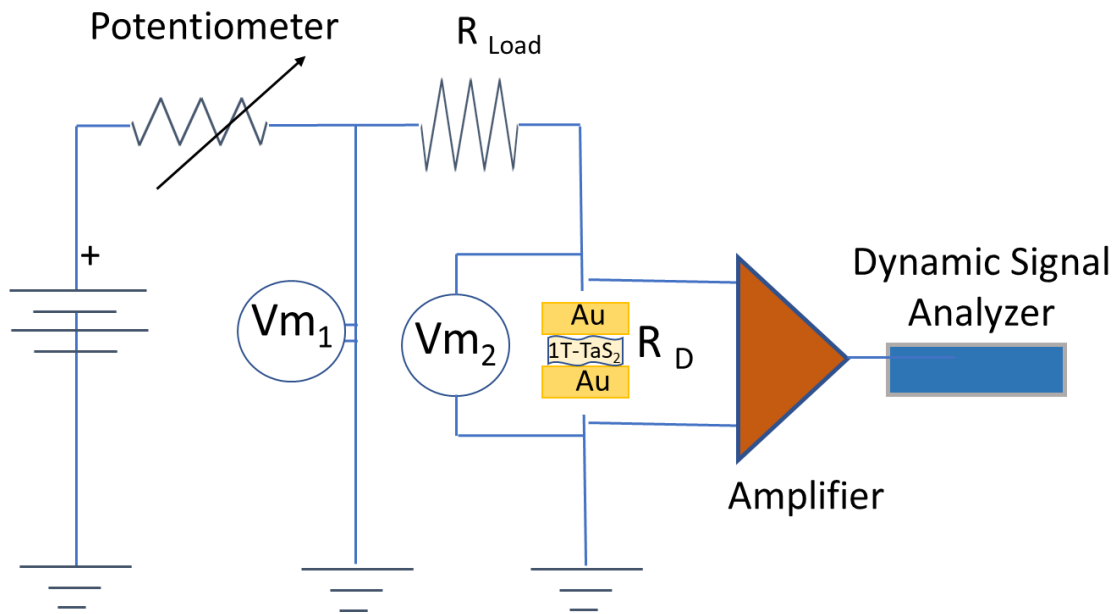 Potentiometer
R Load
+
Vm₁
Vm₂
Au
1T-TaS₂
Au
R D
Dynamic Signal
Analyzer
Amplifier